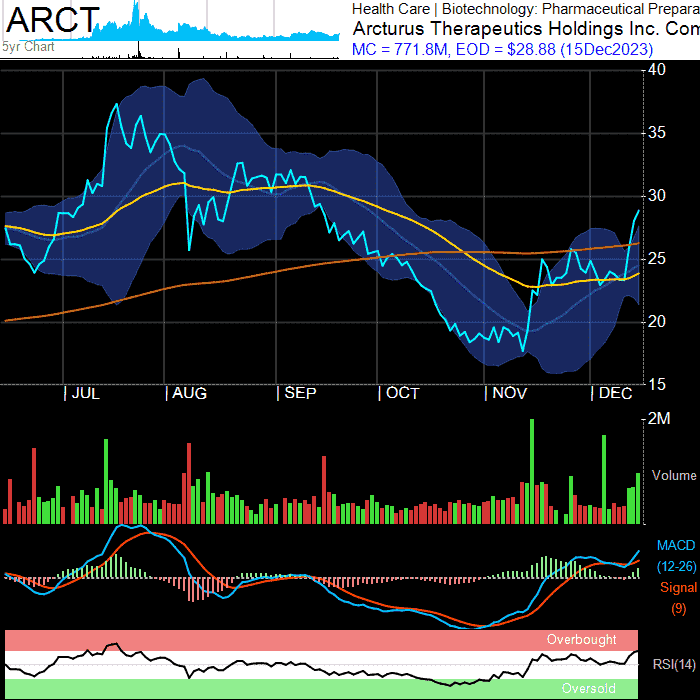 ARCT
5yr Chart
Health Care | Biotechnology: Pharmaceutical Prepara
Arcturus Therapeutics Holdings Inc. Com
MC = 771.8M, EOD = $28.88 (15Dec2023)
40
35
30
25
20
15
| JUL | AUG | SEP | OCT | NOV | DEC
2M
Volume
MACD
(12-26)
Signal
(9)
Overbought
RSI(14)
Oversold